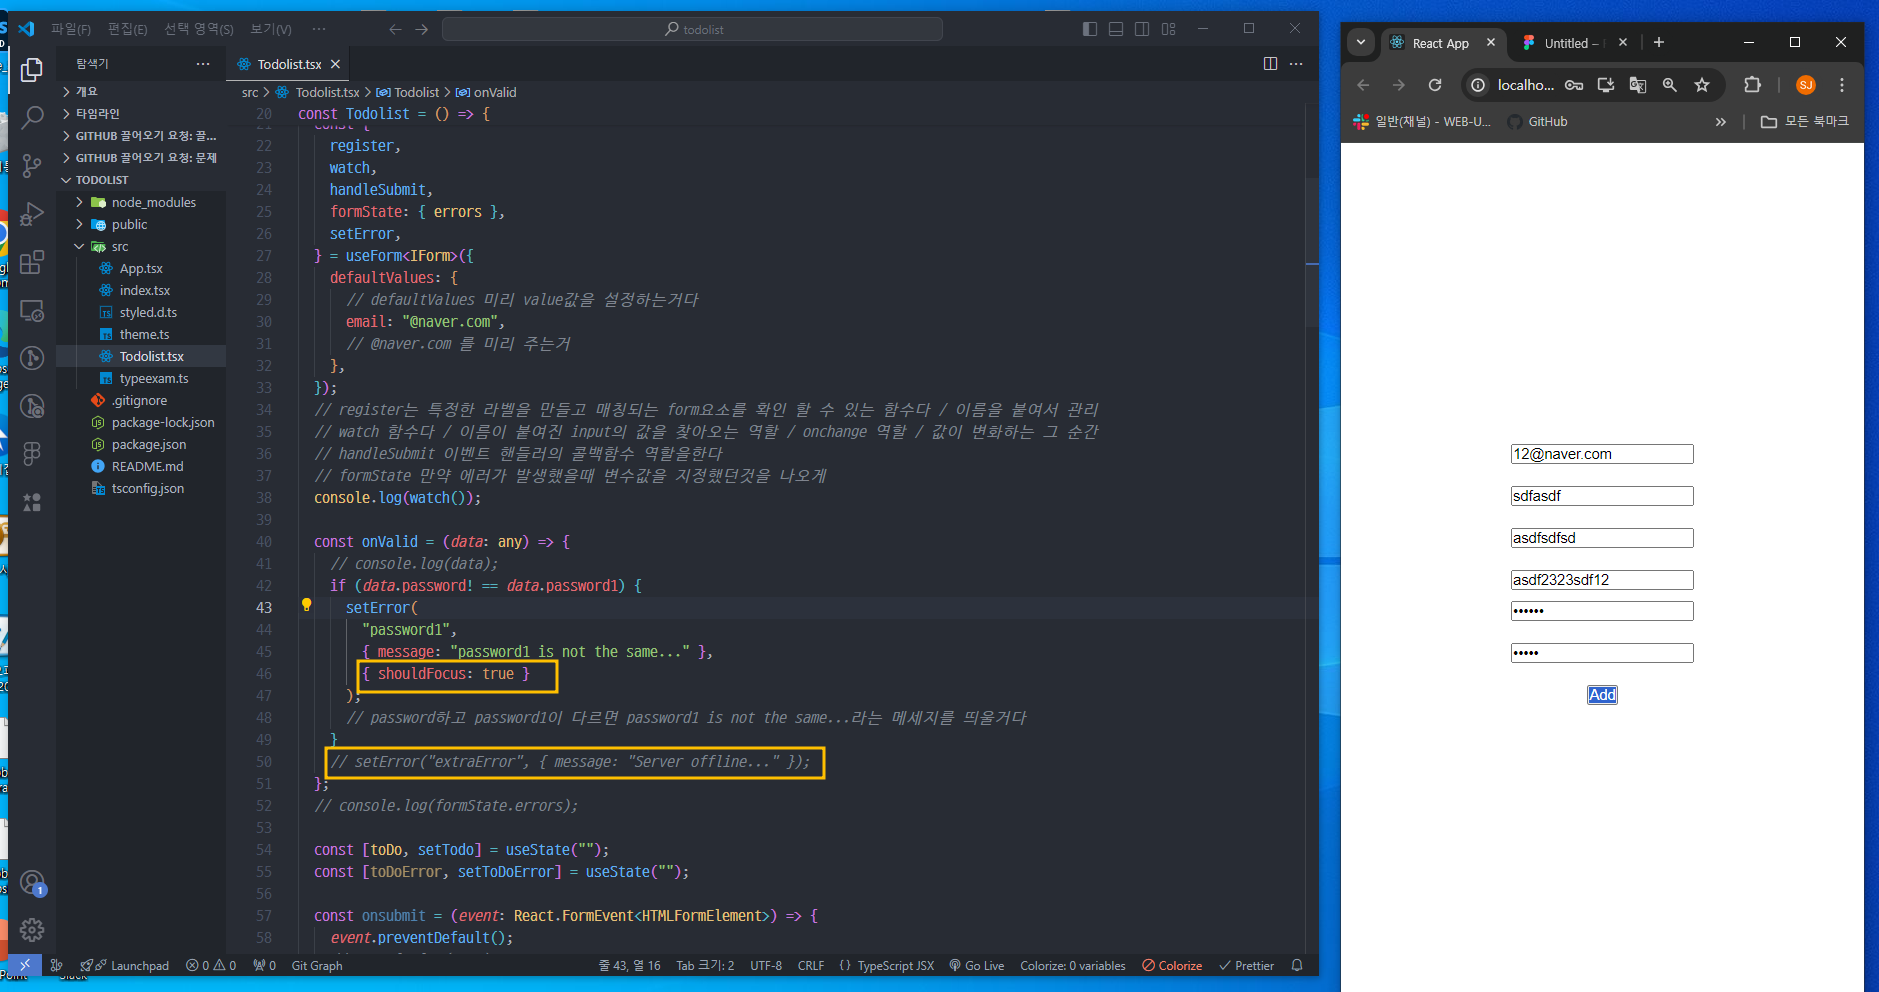 파일(F) 편집(E) 선택 영역(S) 보기(V) ··· todolist
탐색기 ···
Todolist.tsx
개요
타임라인
GITHUB 끌어오기 요청: 끌...
GITHUB 끌어오기 요청: 문제
TODOLIST
node_modules
public
src
App.tsx
index.tsx
styled.d.ts
theme.ts
Todolist.tsx
typeexam.ts
.gitignore
package-lock.json
package.json
README.md
tsconfig.json
src > Todolist.tsx > Todolist > onValid
20 const Todolist = () => {
21 const {
22 register,
23 watch,
24 handleSubmit,
25 formState: { errors },
26 setError,
27 } = useForm<IForm>({
28 defaultValues: {
29 // defaultValues 미리 value값을 설정하는거다
30 email: "@naver.com",
31 // @naver.com 를 미리 주는거
32 },
33 });
34 // register는 특정한 라벨을 만들고 매칭되는 form요소를 확인 할 수 있는 함수다 / 이름을 붙여서 관리
35 // watch 함수다 / 이름이 붙여진 input의 값을 찾아오는 역할 / onchange 역할 / 값이 변화하는 그 순간
36 // handleSubmit 이벤트 핸들러의 콜백함수 역할을한다
37 // formState 만약 에러가 발생했을때 변수값을 지정했던것을 나오게
38 console.log(watch());
39
40 const onValid = (data: any) => {
41 // console.log(data);
42 if (data.password! == data.password1) {
43 setError(
44 "password1",
45 { message: "password1 is not the same..." },
46 { shouldFocus: true }
47 );
48 // password하고 password1이 다르면 password1 is not the same...라는 메세지를 띄울거다
49 }
50 // setError("extraError", { message: "Server offline..." });
51 };
52 // console.log(formState.errors);
53
54 const [toDo, setTodo] = useState("");
55 const [toDoError, setToDoError] = useState("");
56
57 const onsubmit = (event: React.FormEvent<HTMLFormElement>) => {
58 event.preventDefault();
1
Launchpad 0 0 0 Git Graph 줄 43, 열 16 Tab 크기: 2 UTF-8 CRLF {} TypeScript JSX Go Live Colorize: 0 variables Colorize Prettier
React App Untitled –
localho... SJ
일반(채널) - WEB-U... GitHub » 모든 북마크
12@naver.com
sdfasdf
asdfsdfsd
asdf2323sdf12
••••••
•••••
Add